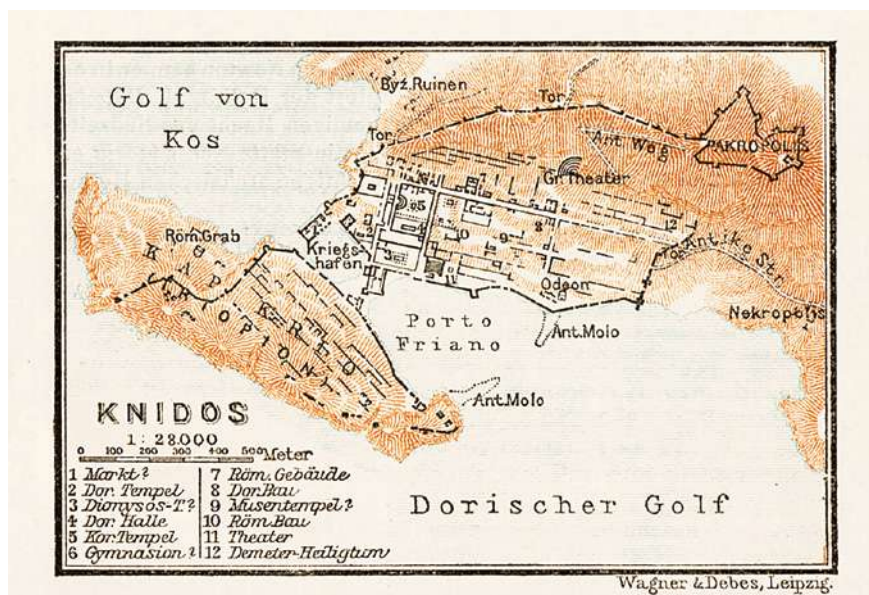 Golf von
Kos
Byz. Ruinen
Tor
Tor
Ant. Weg
AKROPOLIS
Gr. Theater
Röm. Grab
Kriegs-
hafen
Antike Str.
Odeon
Nekropolis
Porto
Friano
Ant. Molo
Ant. Molo
KAP KRIO
KNIDOS
1 : 28.000
0 100 200 300 400 500 Meter
1 Markt?
2 Dor. Tempel
3 Dionysos-T.?
4 Dor. Halle
5 Kor. Tempel
6 Gymnasion?
7 Röm. Gebäude
8 Dor. Bau
9 Musentempel?
10 Röm. Bau
11 Theater
12 Demeter-Heiligtum
Dorischer Golf
Wagner & Debes, Leipzig.